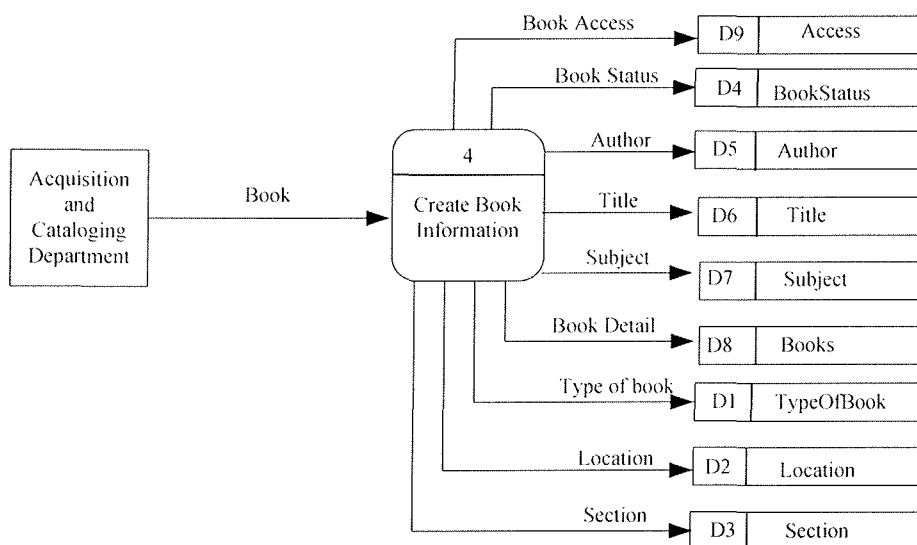 Book Access
D9 Access
Book Status
D4 BookStatus
Author
D5 Author
4
Acquisition
and
Cataloging
Department
Book
Create Book
Information
Title
D6 Title
Subject
D7 Subject
Book Detail
D8 Books
Type of book
D1 TypeOfBook
Location
D2 Location
Section
D3 Section